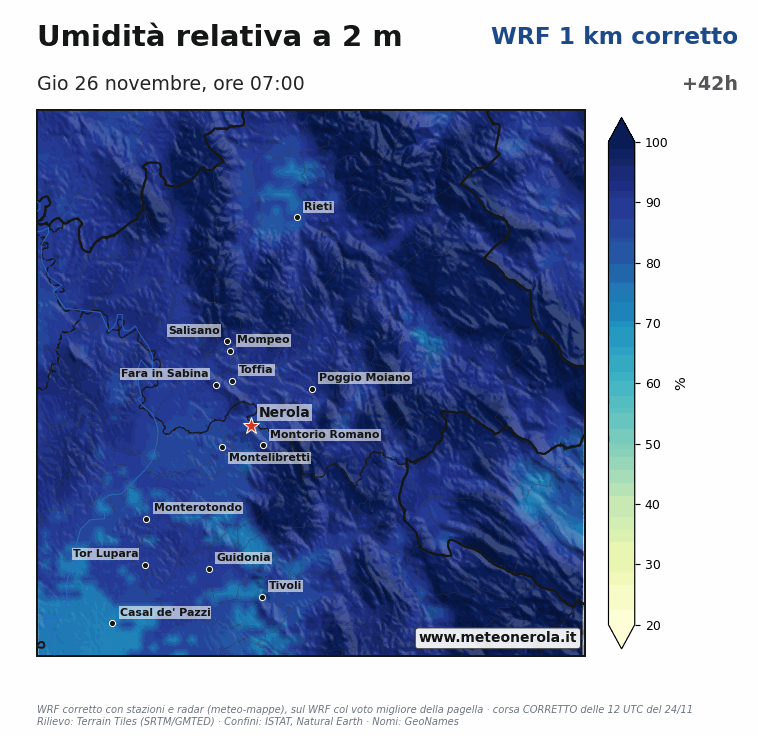 Umidità relativa a 2 m
WRF 1 km corretto
Gio 26 novembre, ore 07:00
+42h
Rieti
Salisano
Mompeo
Toffia
Fara in Sabina
Poggio Moiano
Nerola
Montorio Romano
Montelibretti
Monterotondo
Tor Lupara
Guidonia
Tivoli
Casal de' Pazzi
www.meteonerola.it
100
90
80
70
60
50
40
30
20
%
WRF corretto con stazioni e radar (meteo-mappe), sul WRF col voto migliore della pagella · corsa CORRETTO delle 12 UTC del 24/11
Rilievo: Terrain Tiles (SRTM/GMTED) · Confini: ISTAT, Natural Earth · Nomi: GeoNames